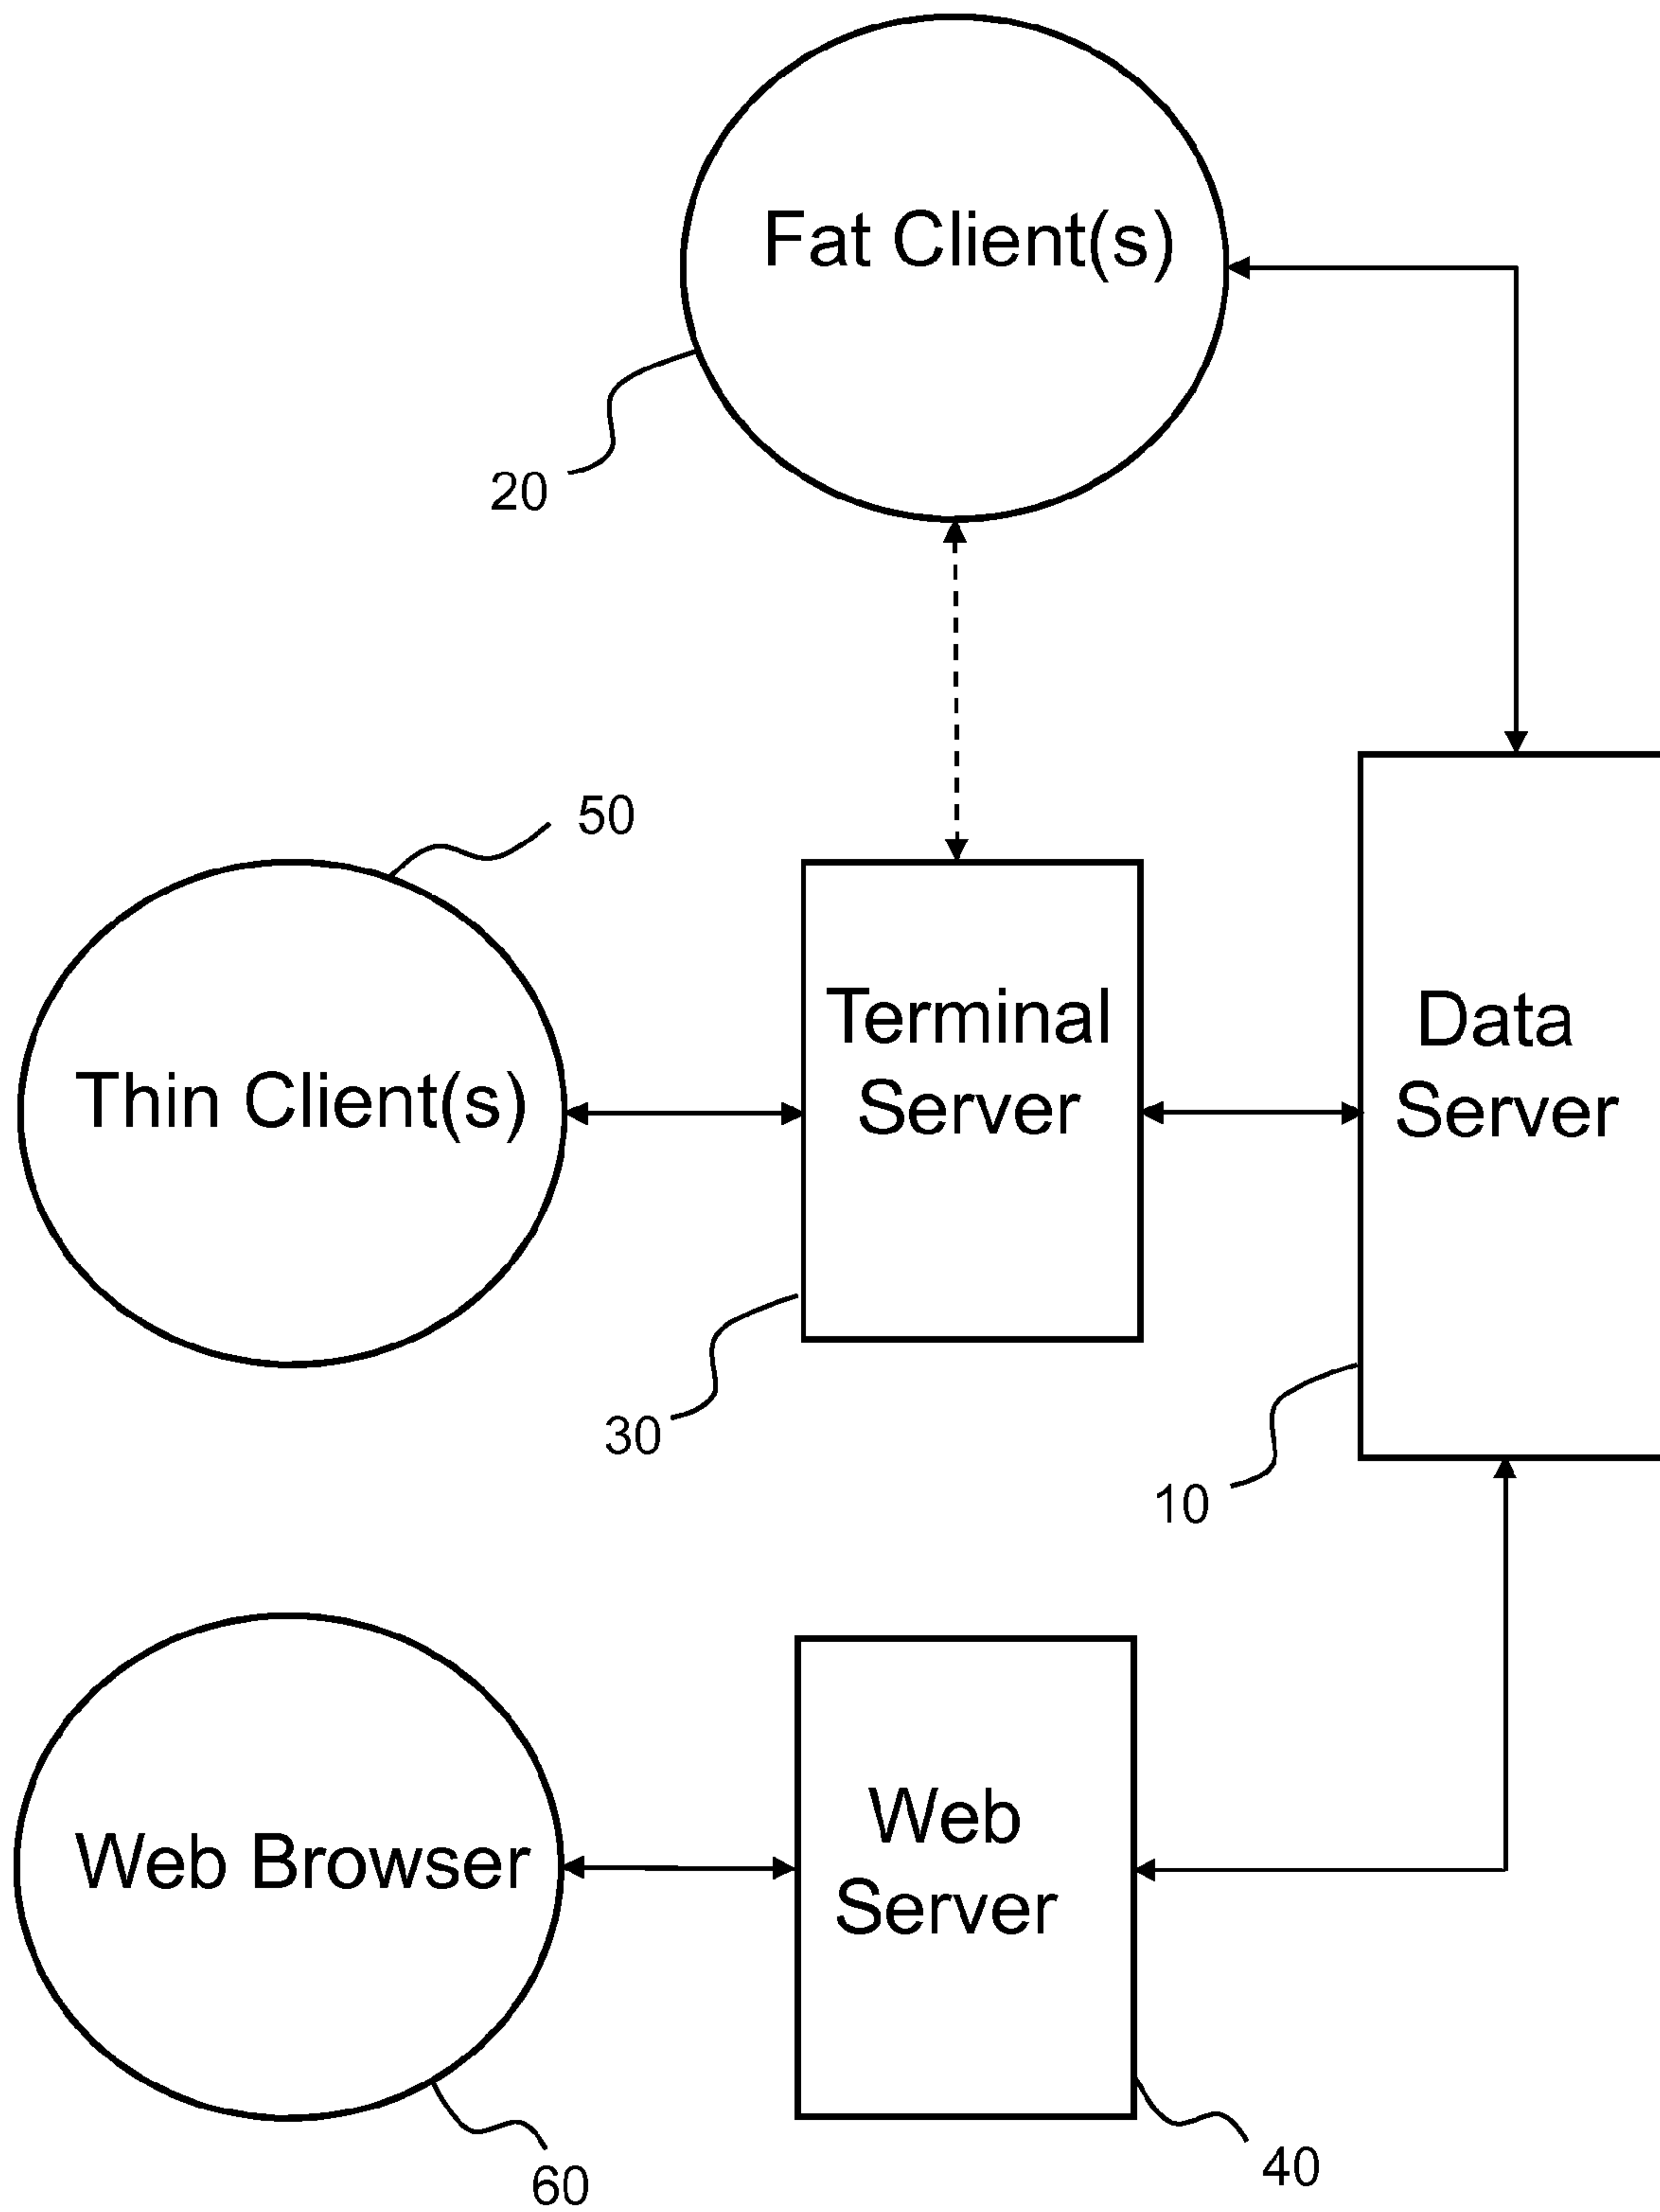 Fat Client(s)
20
50
Thin Client(s)
Terminal
Server
Data
Server
30
10
Web Browser
Web
Server
60
40